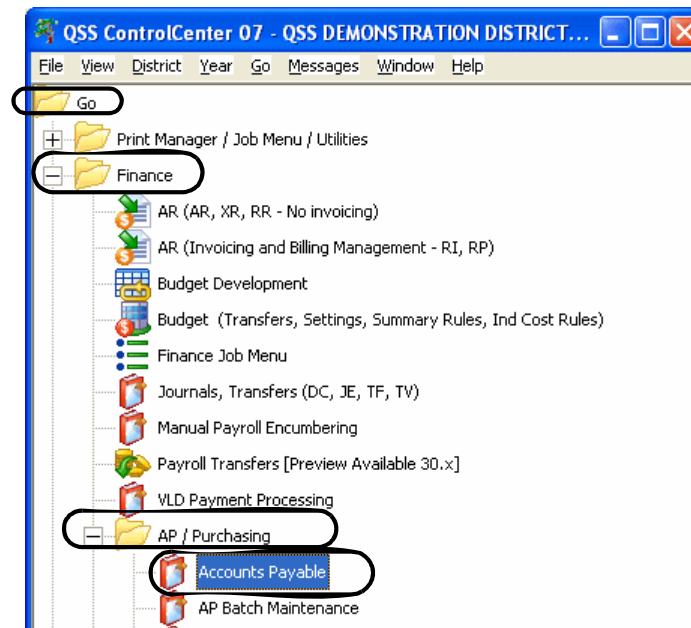 QSS ControlCenter 07 - QSS DEMONSTRATION DISTRICT...
File View District Year Go Messages Window Help
Go
Print Manager / Job Menu / Utilities
Finance
AR (AR, XR, RR - No invoicing)
AR (Invoicing and Billing Management - RI, RP)
Budget Development
Budget (Transfers, Settings, Summary Rules, Ind Cost Rules)
Finance Job Menu
Journals, Transfers (DC, JE, TF, TV)
Manual Payroll Encumbering
Payroll Transfers [Preview Available 30.x]
VLD Payment Processing
AP / Purchasing
Accounts Payable
AP Batch Maintenance